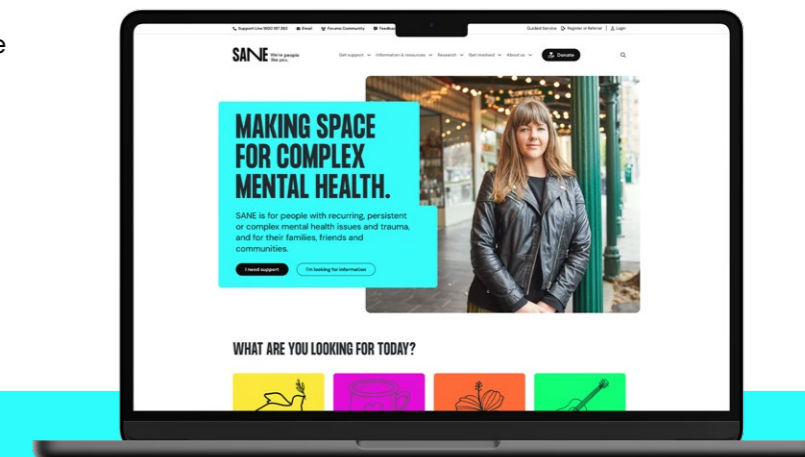 e
Support Line 1800 187 263 Email Forums Community Feedback Guided Service Register or Referral Login
SANE We're people like you.
Get support Information & resources Research Get involved About us Donate
MAKING SPACE
FOR COMPLEX
MENTAL HEALTH.
SANE is for people with recurring, persistent
or complex mental health issues and trauma,
and for their families, friends and
communities.
I need support I'm looking for information
WHAT ARE YOU LOOKING FOR TODAY?